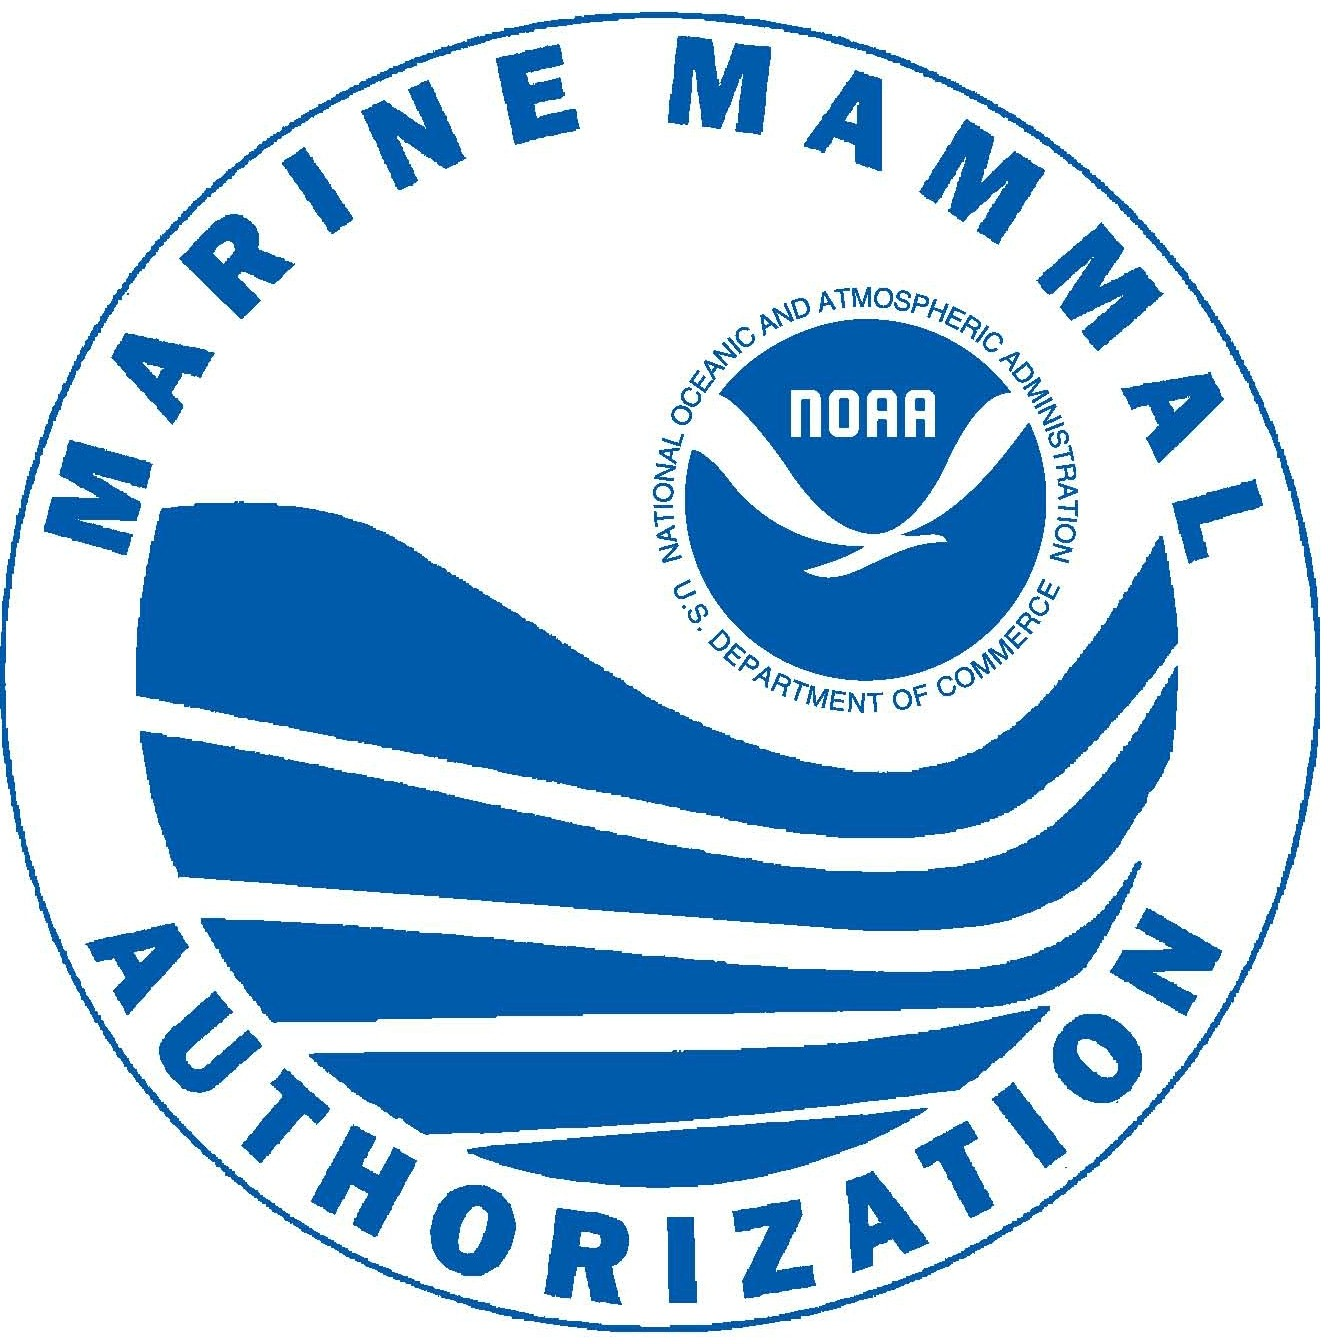 MARINE MAMMAL
NATIONAL OCEANIC AND ATMOSPHERIC ADMINISTRATION
NOAA
U.S. DEPARTMENT OF COMMERCE
AUTHORIZATION